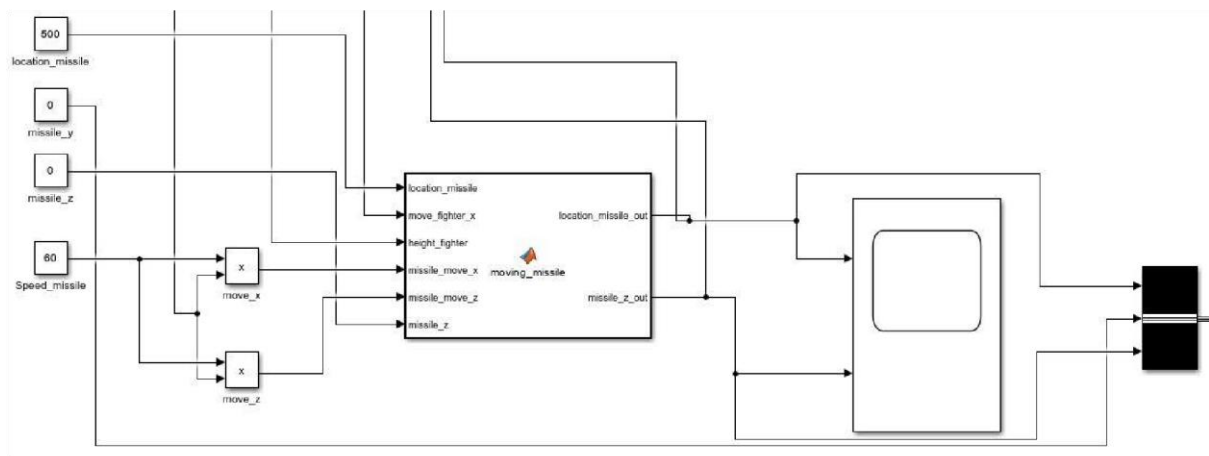 500
location_missile
0
missile_y
0
missile_z
60
Speed_missile
x
move_x
x
move_z
location_missile
move_fighter_x
height_fighter
missile_move_x
missile_move_z
missile_z
moving_missile
location_missile_out
missile_z_out